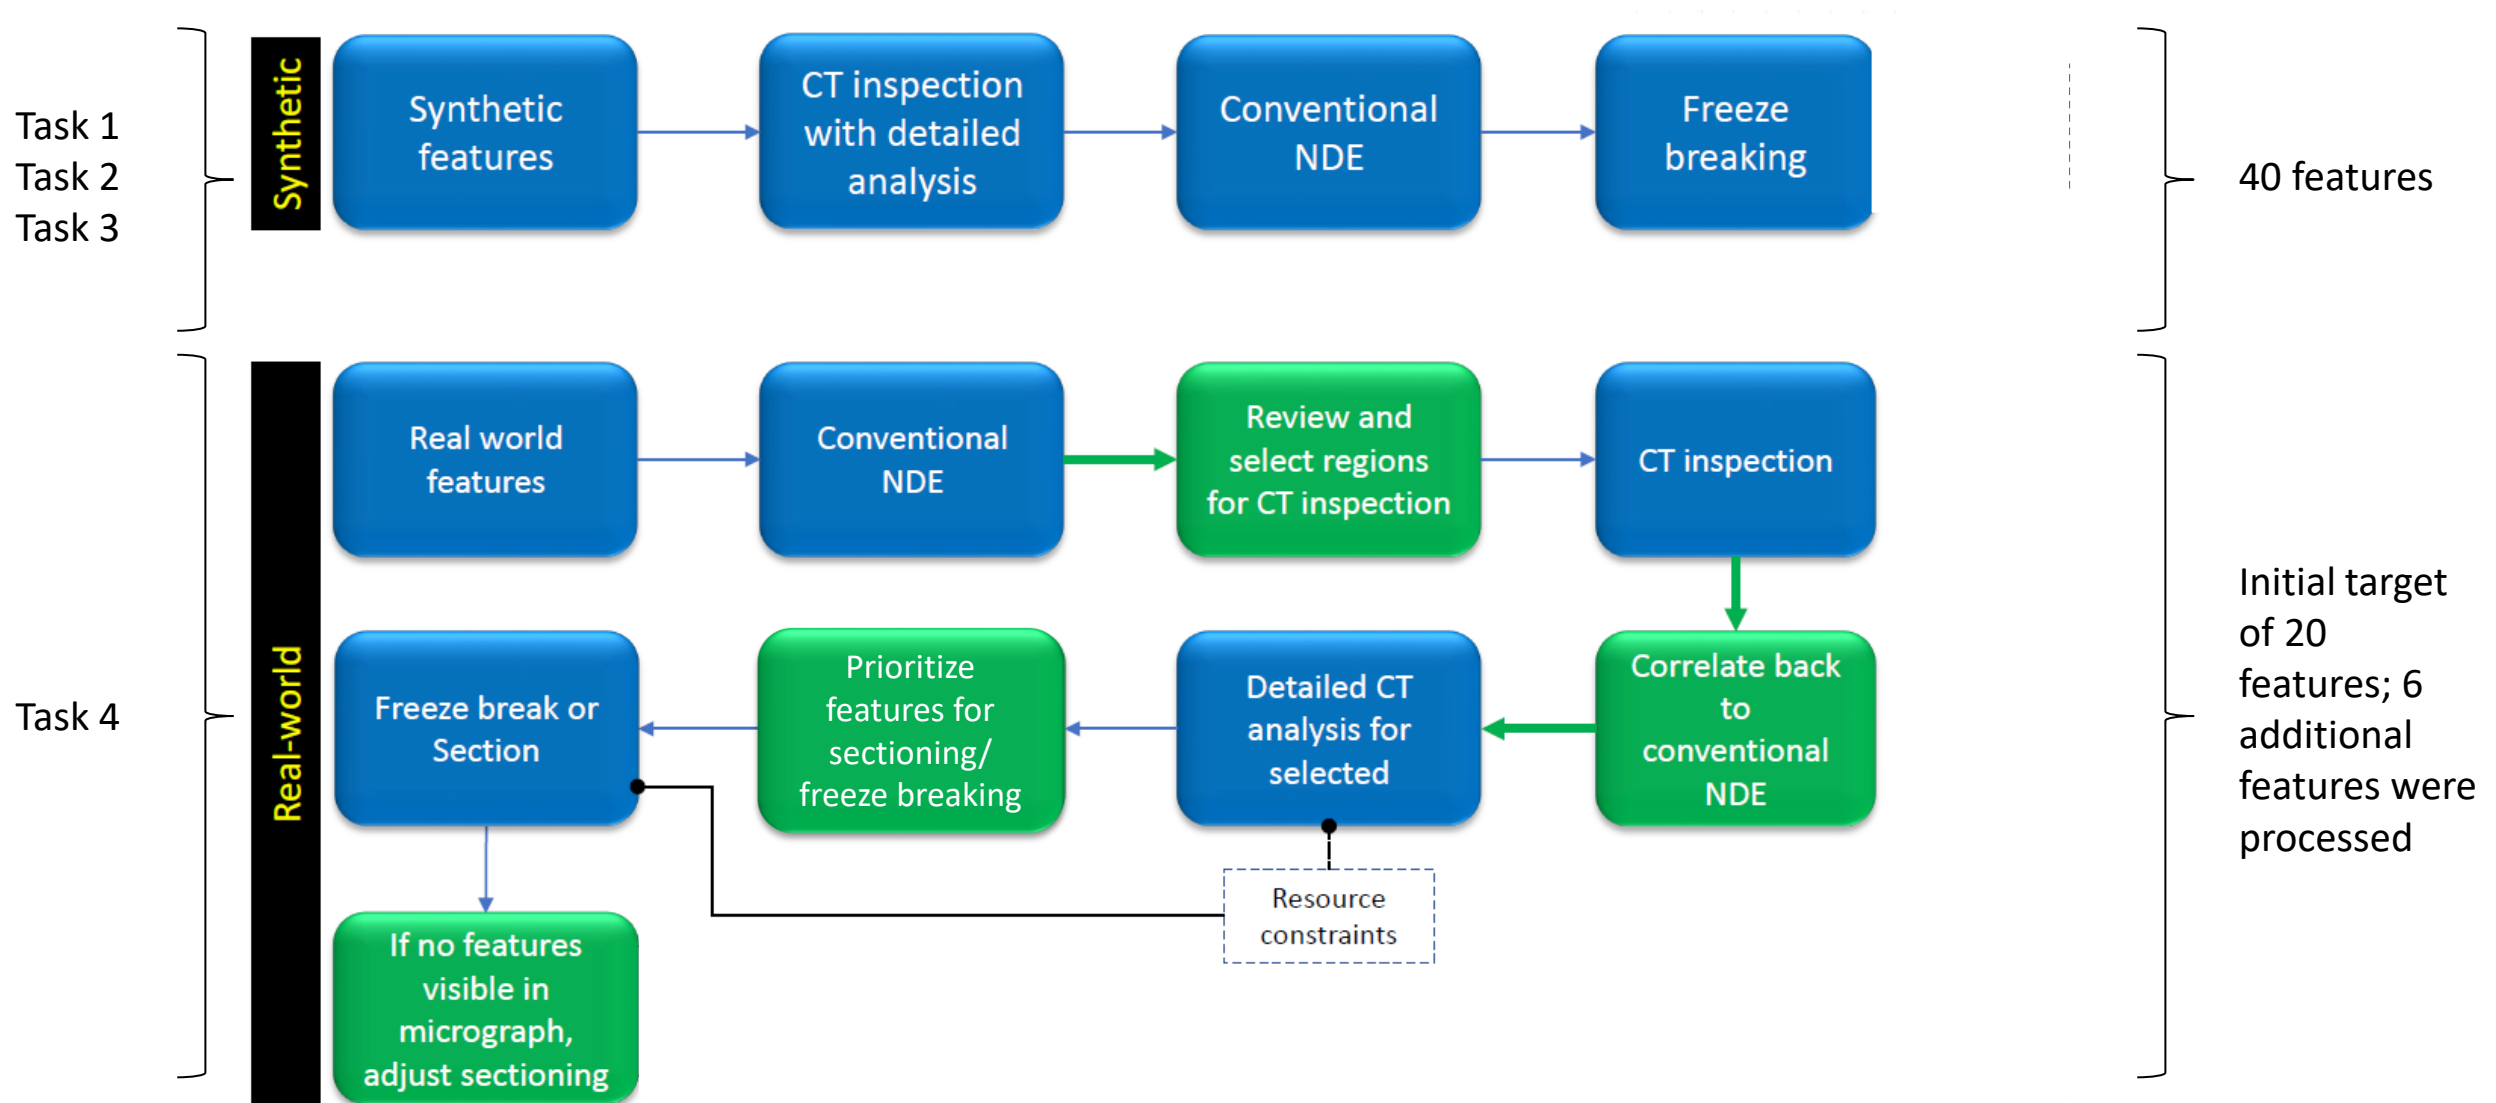 Task 1
Task 2
Task 3
Synthetic
Synthetic
features
CT inspection
with detailed
analysis
Conventional
NDE
Freeze
breaking
40 features
Task 4
Real-world
Real world
features
Conventional
NDE
Review and
select regions
for CT inspection
CT inspection
Correlate back
to
conventional
NDE
Detailed CT
analysis for
selected
Prioritize
features for
sectioning/
freeze breaking
Freeze break or
Section
Resource
constraints
If no features
visible in
micrograph,
adjust sectioning
Initial target
of 20
features; 6
additional
features were
processed